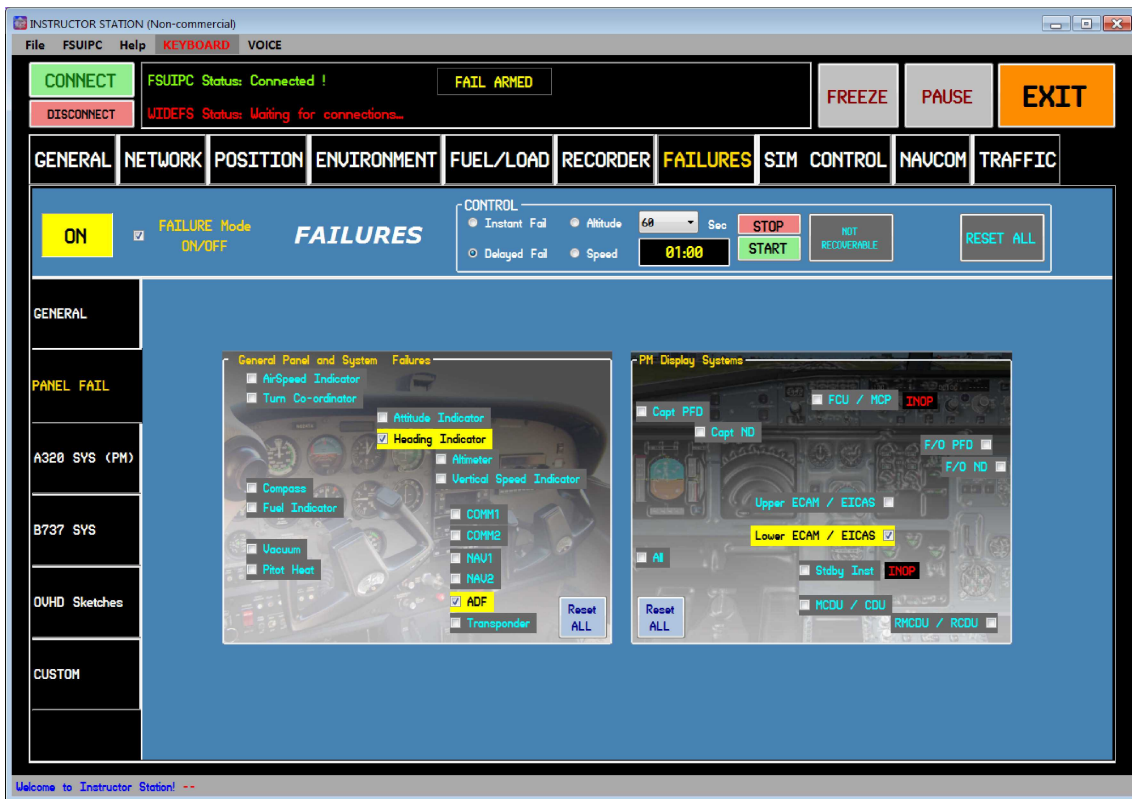 INSTRUCTOR STATION (Non-commercial)
File FSUIPC Help KEYBOARD VOICE
CONNECT
DISCONNECT
FSUIPC Status: Connected !
FAIL ARMED
WIDEFS Status: Waiting for connections...
FREEZE
PAUSE
EXIT
GENERAL NETWORK POSITION ENVIRONMENT FUEL/LOAD RECORDER FAILURES SIM CONTROL NAVCOM TRAFFIC
ON
FAILURE Mode
ON/OFF
FAILURES
CONTROL
Instant Fail Altitude 60 Sec STOP
Delayed Fail Speed 01:00 START
NOT
RECOVERABLE
RESET ALL
GENERAL
PANEL FAIL
A320 SYS (PM)
B737 SYS
OVHD Sketches
CUSTOM
General Panel and System Failures
AirSpeed Indicator
Turn Co-ordinator
Attitude Indicator
Heading Indicator
Altimeter
Vertical Speed Indicator
Compass
Fuel Indicator
COMM1
COMM2
Vacuum
NAV1
Pitot Heat
NAV2
ADF
Transponder
Reset
ALL
PM Display Systems
FCU / MCP INOP
Capt PFD
Capt ND
F/O PFD
F/O ND
Upper ECAM / EICAS
Lower ECAM / EICAS
All
Stdby Inst INOP
MCDU / CDU
RMCDU / RCDU
Reset
ALL
Welcome to Instructor Station! --